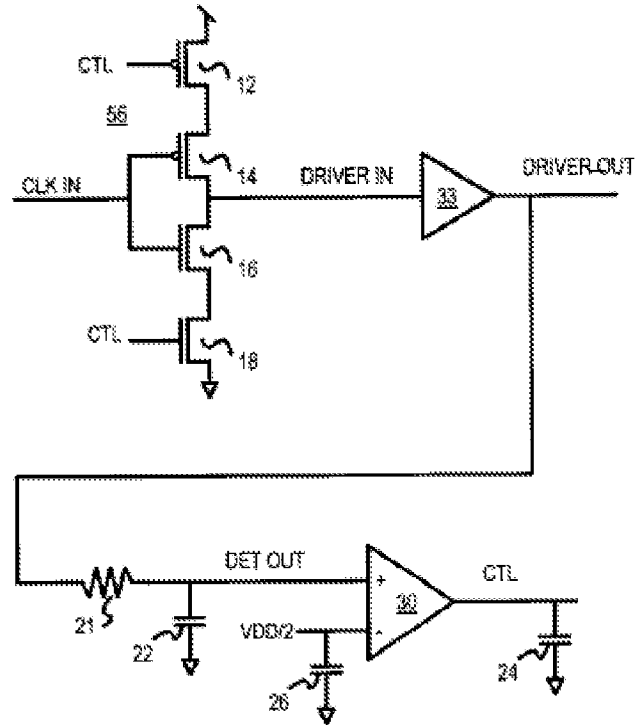 CTL
12
56
14
CLK IN
DRIVER IN
DRIVER OUT
33
16
CTL
18
DET OUT
CTL
+
30
21
22
VDD/2
-
24
26